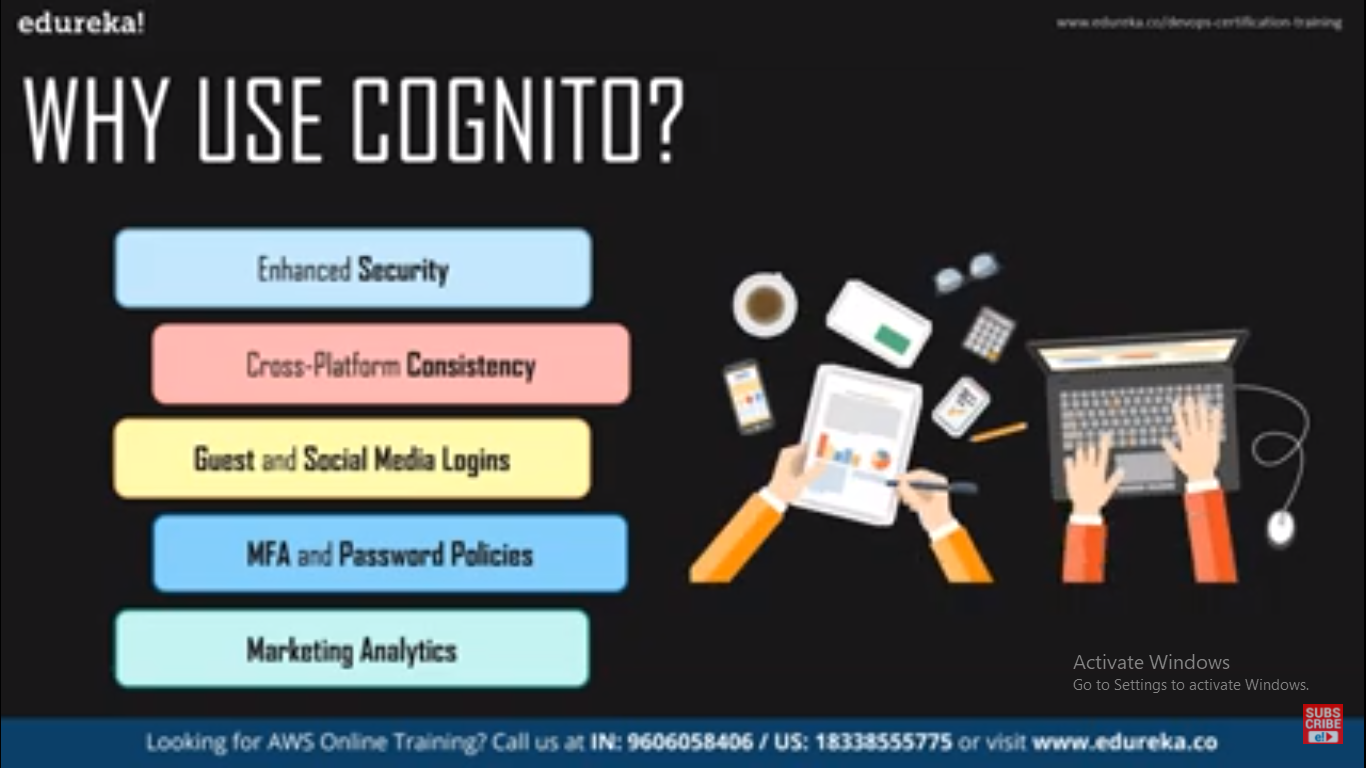 edureka!
www.edureka.co/devops-certification-training
WHY USE COGNITO?
Enhanced Security
Cross-Platform Consistency
Guest and Social Media Logins
MFA and Password Policies
Marketing Analytics
Activate Windows
Go to Settings to activate Windows.
SUBS
CRIBE
e!
Looking for AWS Online Training? Call us at IN: 9606058406 / US: 18338555775 or visit www.edureka.co